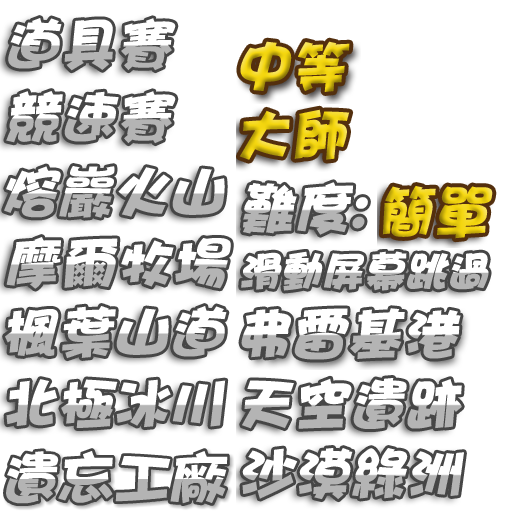 道具賽
競速賽
熔巖火山
摩爾牧場
楓葉山道
北極冰川
遺忘工廠
中等
大師
難度:簡單
滑動屏幕跳過
弗雷基港
天空遺跡
沙漠綠洲